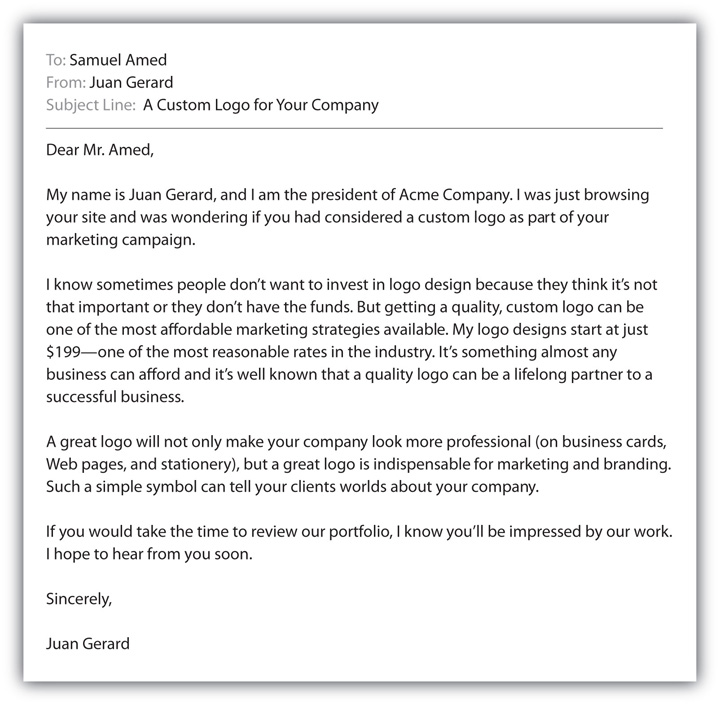 To: Samuel Amed
From: Juan Gerard
Subject Line: A Custom Logo for Your Company
Dear Mr. Amed,
My name is Juan Gerard, and I am the president of Acme Company. I was just browsing
your site and was wondering if you had considered a custom logo as part of your
marketing campaign.
I know sometimes people don’t want to invest in logo design because they think it’s not
that important or they don’t have the funds. But getting a quality, custom logo can be
one of the most affordable marketing strategies available. My logo designs start at just
$199—one of the most reasonable rates in the industry. It’s something almost any
business can afford and it’s well known that a quality logo can be a lifelong partner to a
successful business.
A great logo will not only make your company look more professional (on business cards,
Web pages, and stationery), but a great logo is indispensable for marketing and branding.
Such a simple symbol can tell your clients worlds about your company.
If you would take the time to review our portfolio, I know you’ll be impressed by our work.
I hope to hear from you soon.
Sincerely,
Juan Gerard